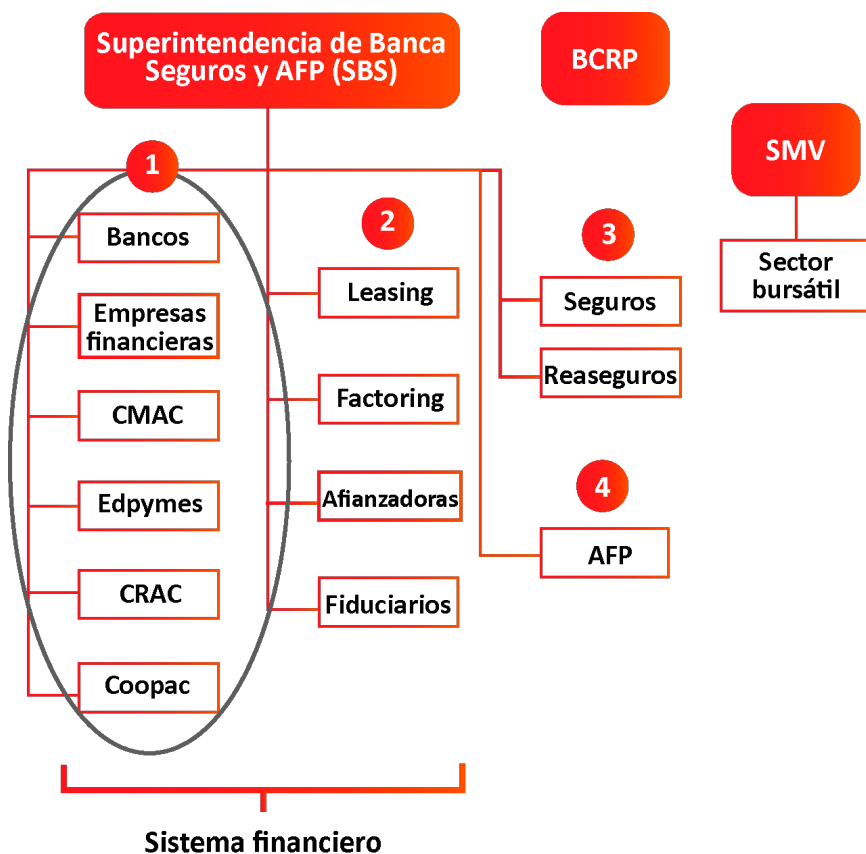 Superintendencia de Banca
Seguros y AFP (SBS)
BCRP
SMV
Sector
bursátil
1
Bancos
Empresas
financieras
CMAC
Edpymes
CRAC
Coopac
2
Leasing
Factoring
Afianzadoras
Fiduciarios
3
Seguros
Reaseguros
4
AFP
Sistema financiero